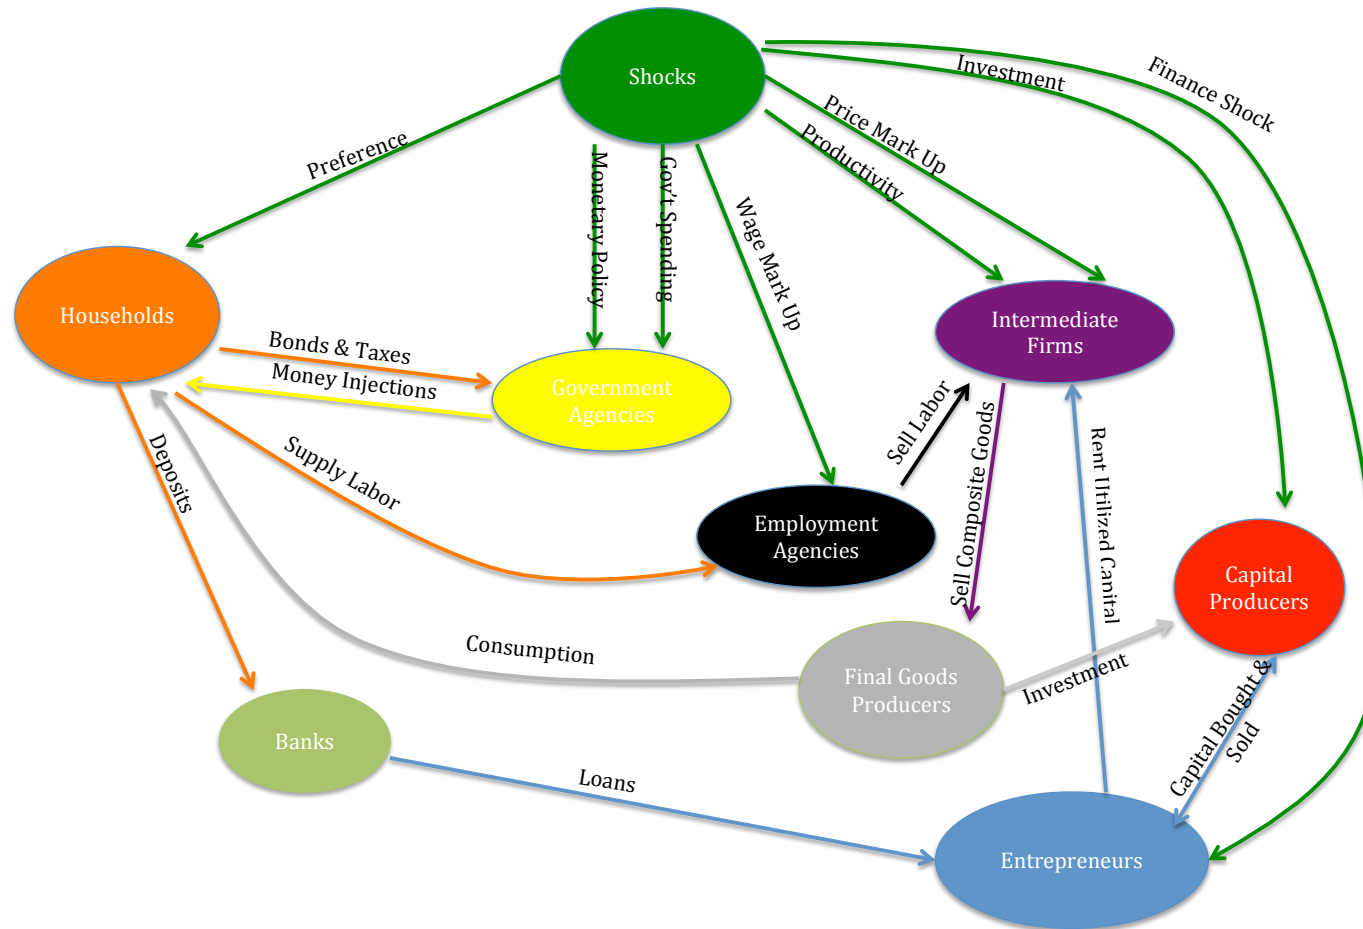 Shocks
Investment
Finance Shock
Price Mark Up
Productivity
Preference
Monetary Policy
Gov't Spending
Wage Mark Up
Households
Intermediate
Firms
Bonds & Taxes
Money Injections
Government
Agencies
Deposits
Supply Labor
Sell Labor
Sell Composite Goods
Rent Utilized Capital
Employment
Agencies
Capital
Producers
Consumption
Final Goods
Producers
Investment
Capital Bought &
Sold
Banks
Loans
Entrepreneurs